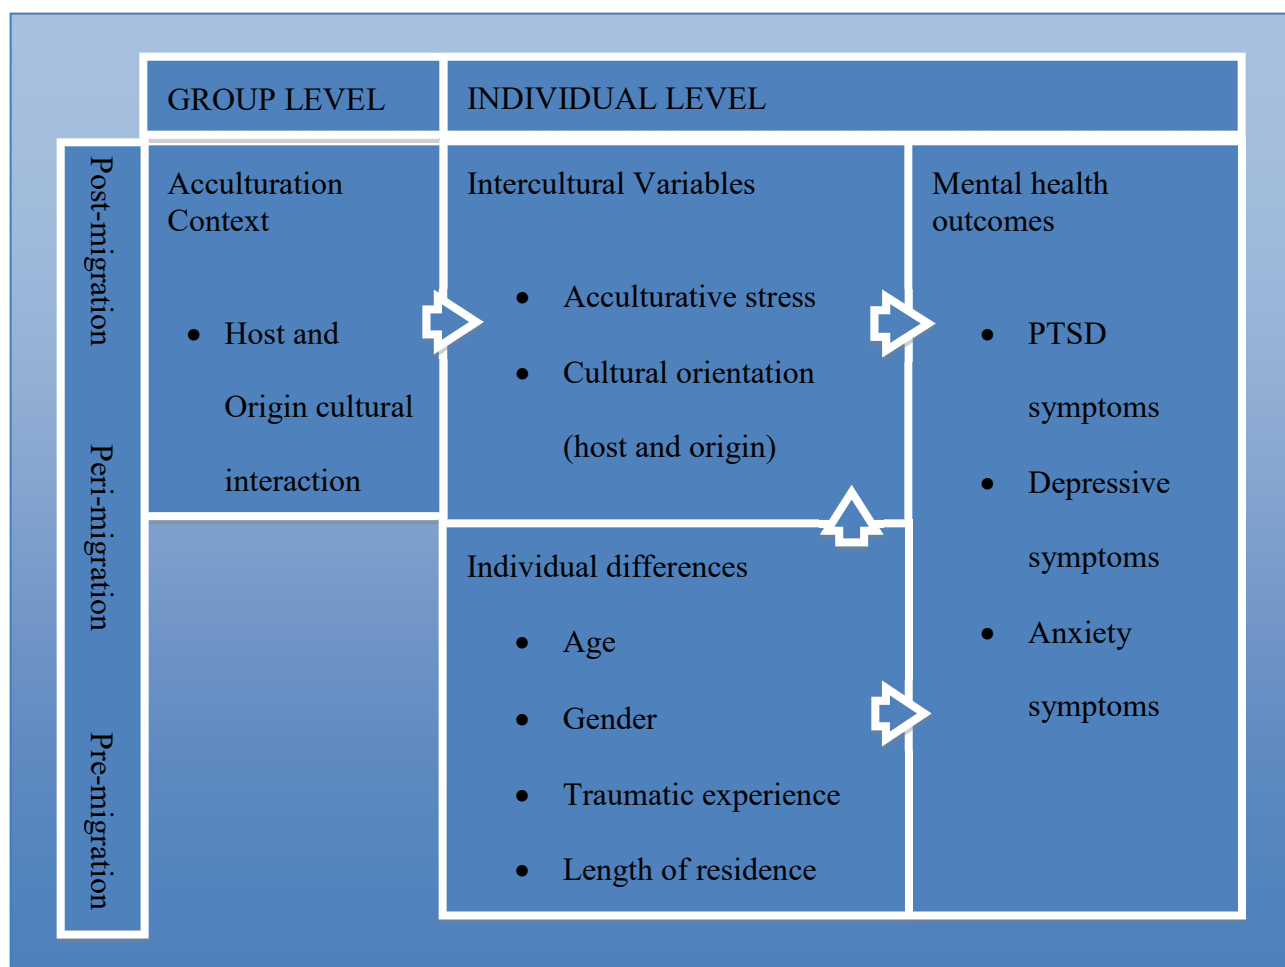 GROUP LEVEL
INDIVIDUAL LEVEL
Post-migration
Peri-migration
Pre-migration
Acculturation
Context
• Host and
Origin cultural
interaction
Intercultural Variables
• Acculturative stress
• Cultural orientation
(host and origin)
Individual differences
• Age
• Gender
• Traumatic experience
• Length of residence
Mental health
outcomes
• PTSD
symptoms
• Depressive
symptoms
• Anxiety
symptoms